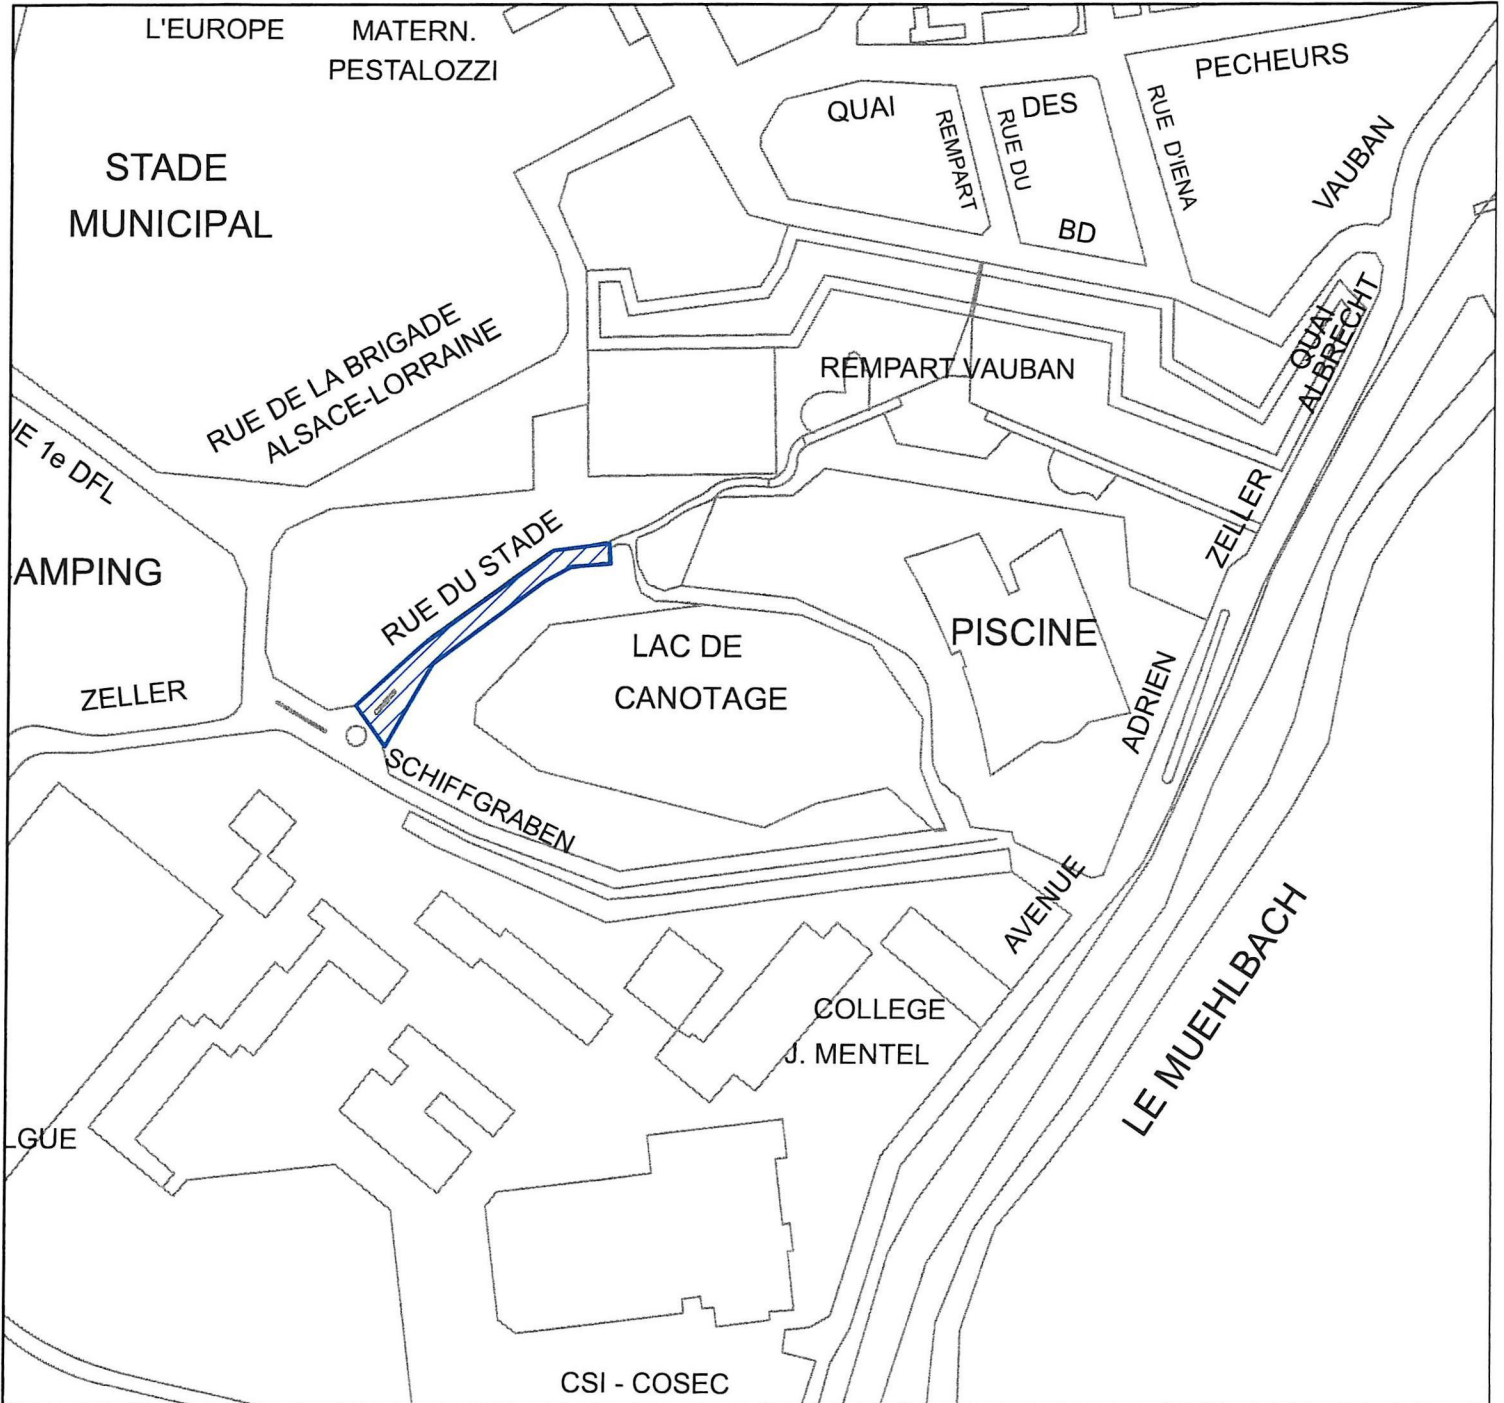 L'EUROPE
MATERN.
PESTALOZZI
PECHEURS
QUAI
DES
REMPART
RUE DU
RUE D'IENA
VAUBAN
STADE
MUNICIPAL
BD
QUAI
ALBRECHT
RUE DE LA BRIGADE
ALSACE-LORRAINE
REMPART VAUBAN
UE 1e DFL
ZELLER
RUE DU STADE
AMPING
LAC DE
CANOTAGE
PISCINE
ZELLER
ADRIEN
SCHIFFGRABEN
AVENUE
LE MUEHLBACH
COLLEGE
J. MENTEL
LGUE
CSI - COSEC